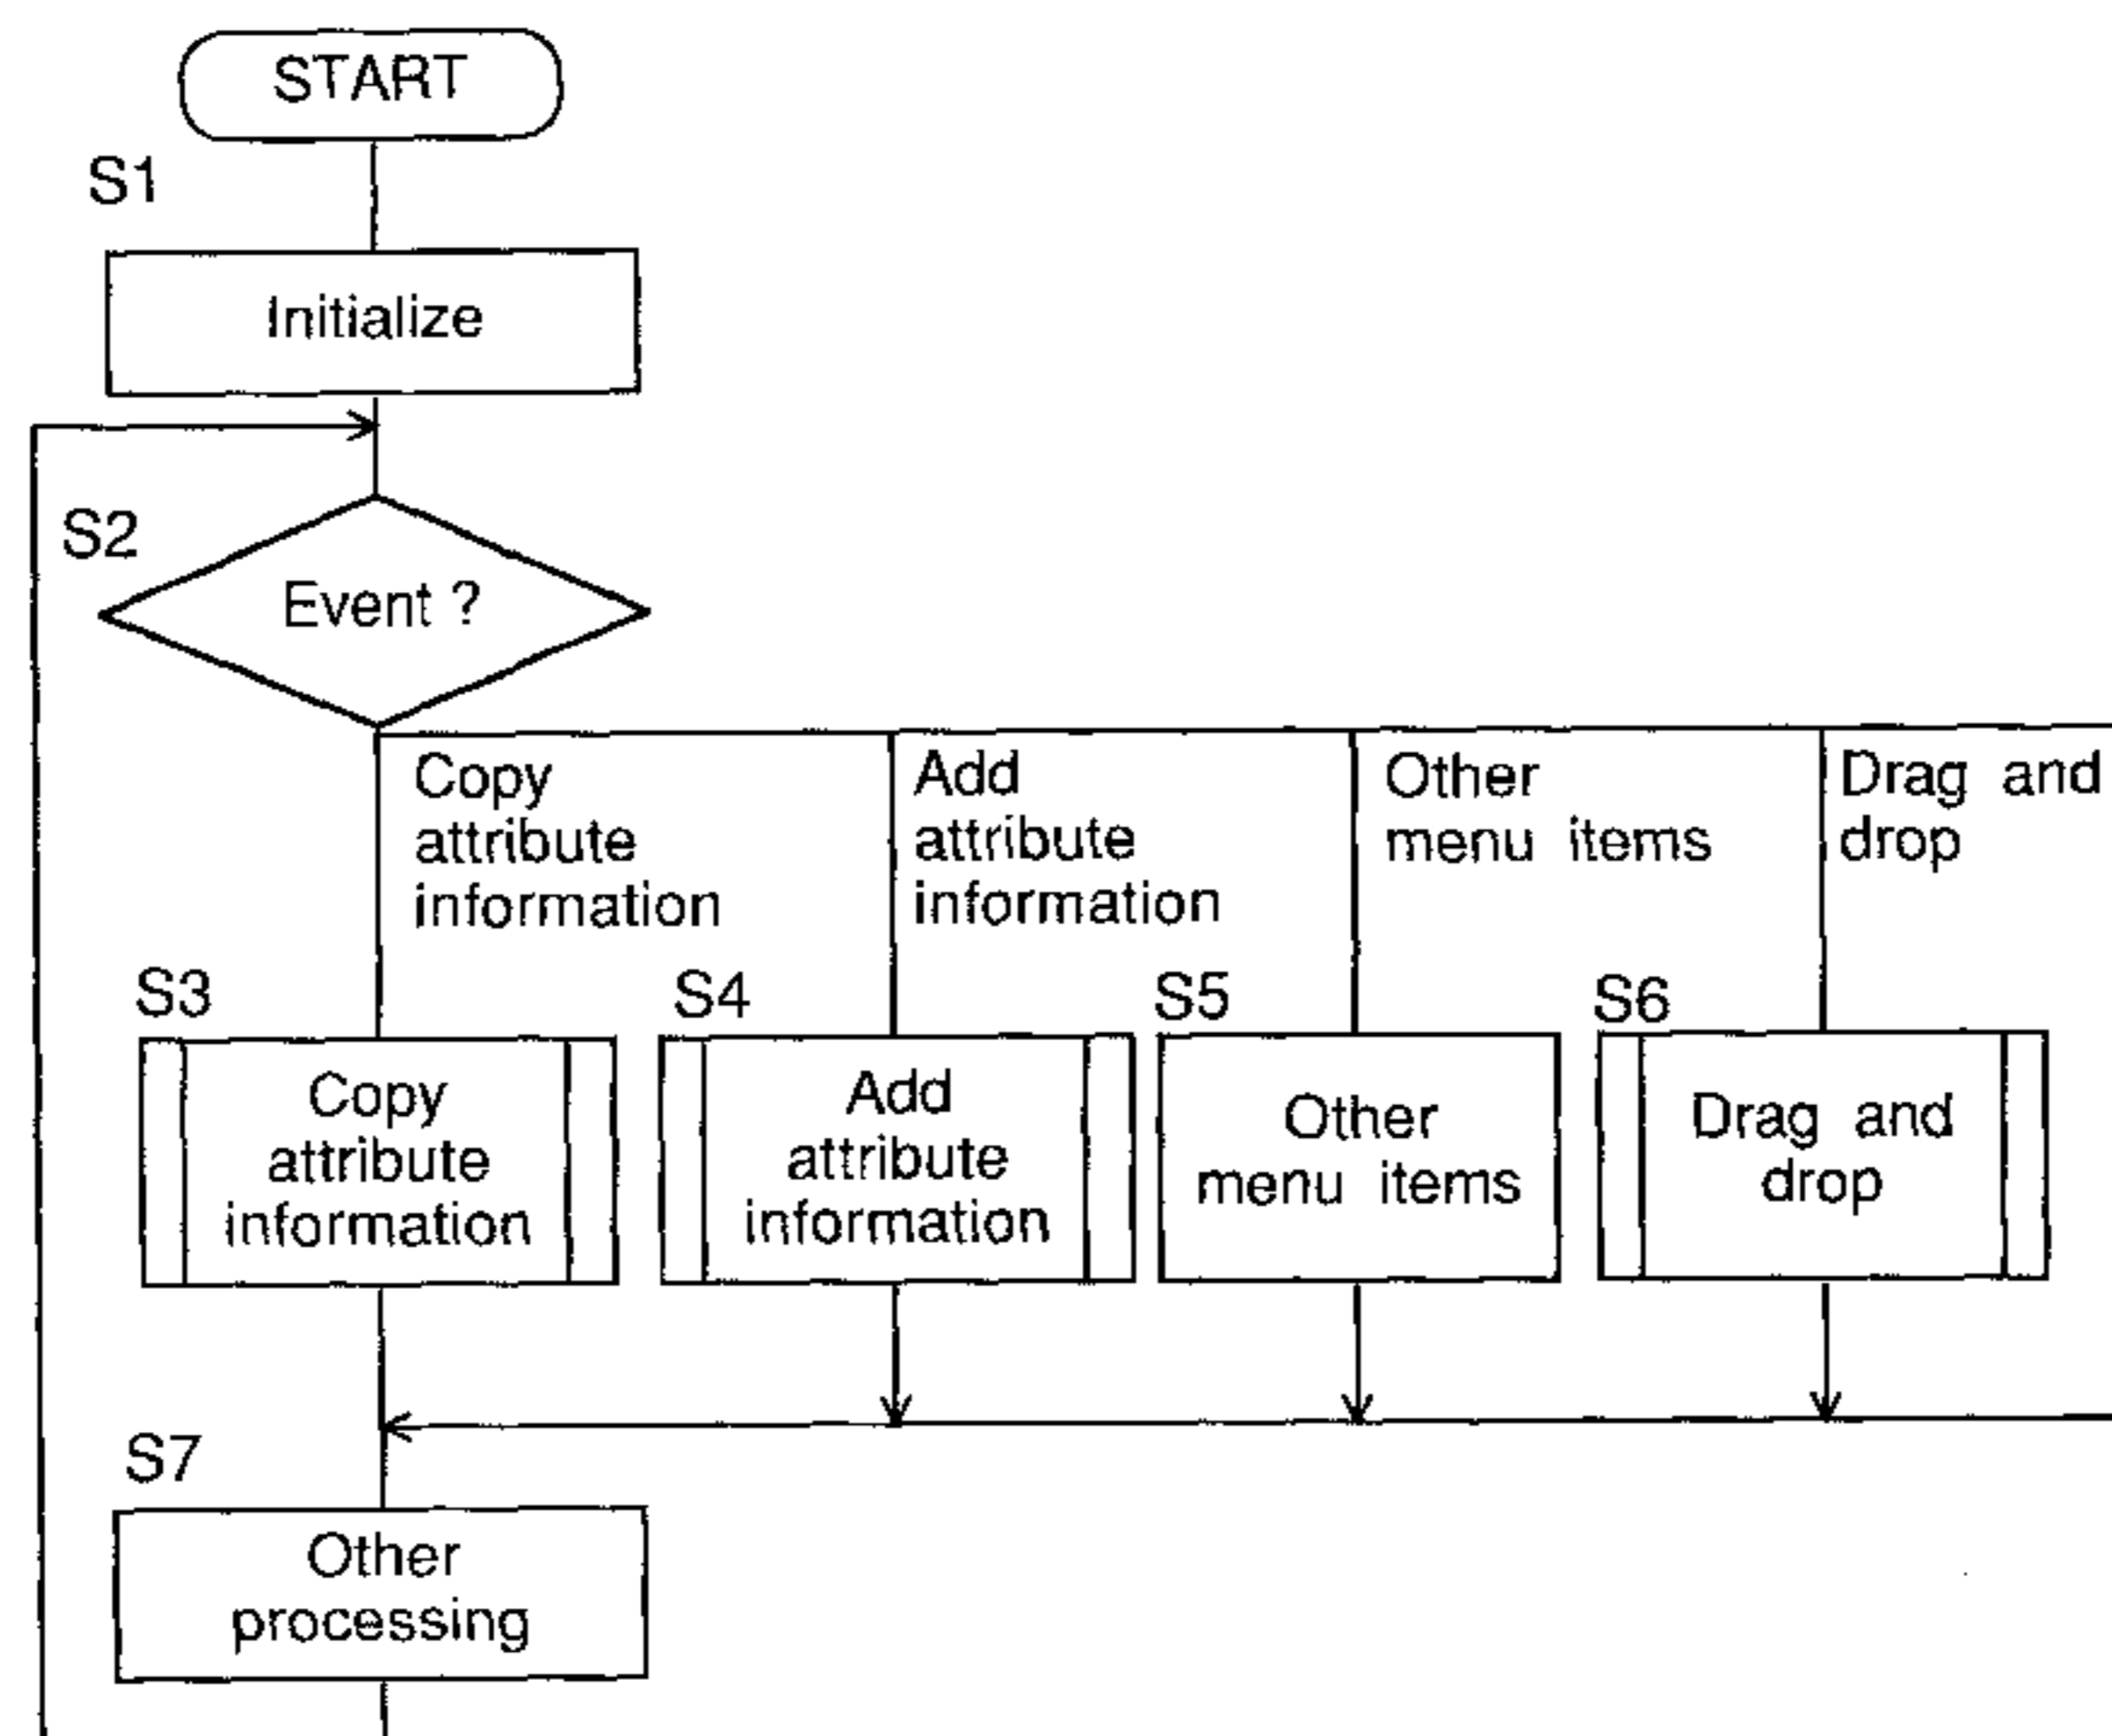 START
S1
Initialize
S2
Event ?
Copy
attribute
information
Add
attribute
information
Other
menu items
Drag and
drop
S3
Copy
attribute
information
S4
Add
attribute
information
S5
Other
menu items
S6
Drag and
drop
S7
Other
processing